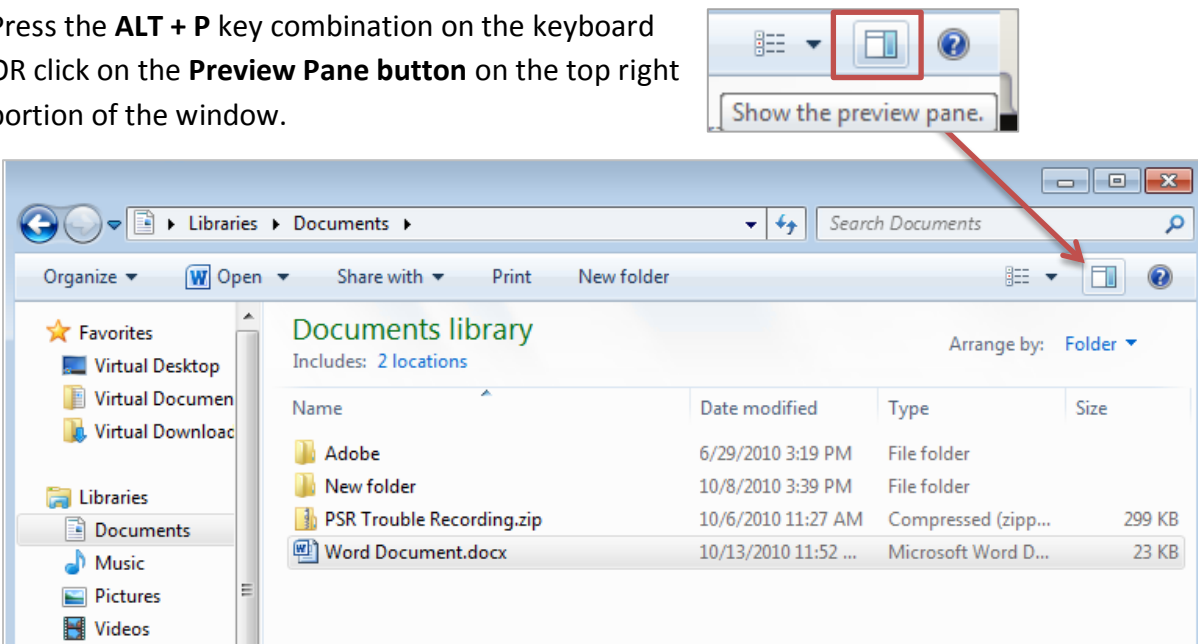 Press the ALT + P key combination on the keyboard
OR click on the Preview Pane button on the top right
portion of the window.
Show the preview pane.
Libraries Documents
Search Documents
Organize Open Share with Print New folder
Favorites
Virtual Desktop
Virtual Documen
Virtual Downloac
Libraries
Documents
Music
Pictures
Videos
Documents library
Includes: 2 locations
Arrange by: Folder
Name Date modified Type Size
Adobe 6/29/2010 3:19 PM File folder
New folder 10/8/2010 3:39 PM File folder
PSR Trouble Recording.zip 10/6/2010 11:27 AM Compressed (zipp... 299 KB
Word Document.docx 10/13/2010 11:52 ... Microsoft Word D... 23 KB